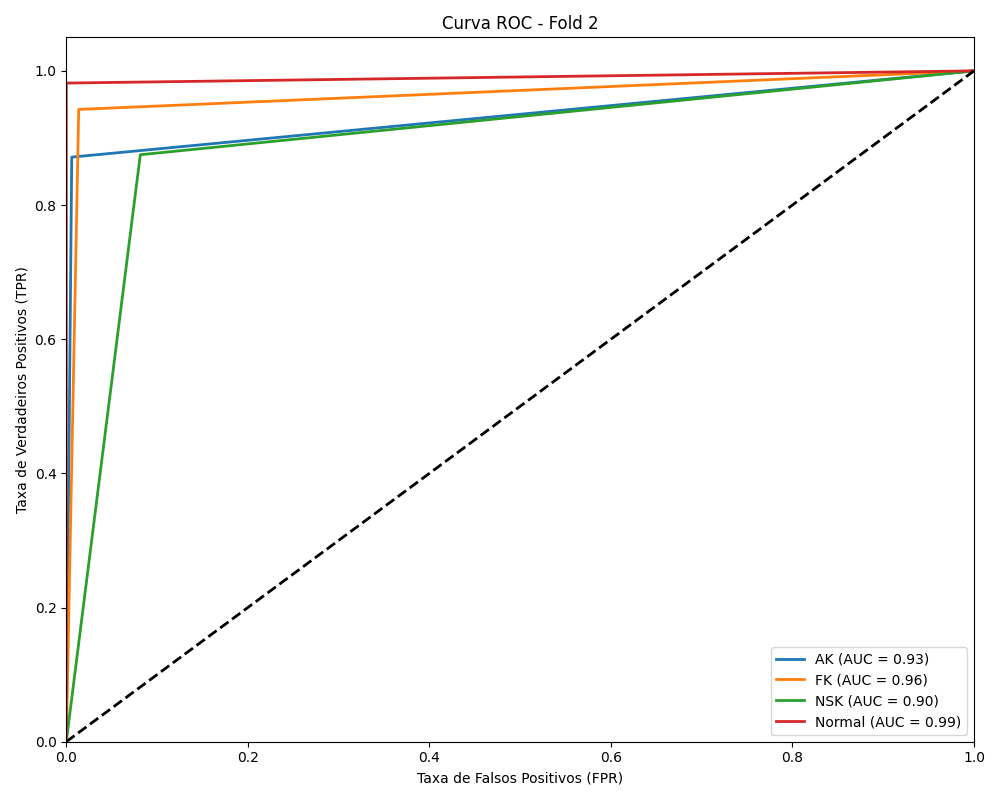 Curva ROC - Fold 2
Taxa de Verdadeiros Positivos (TPR)
1.0
0.8
0.6
0.4
0.2
0.0
0.0 0.2 0.4 0.6 0.8 1.0
Taxa de Falsos Positivos (FPR)
AK (AUC = 0.93)
FK (AUC = 0.96)
NSK (AUC = 0.90)
Normal (AUC = 0.99)